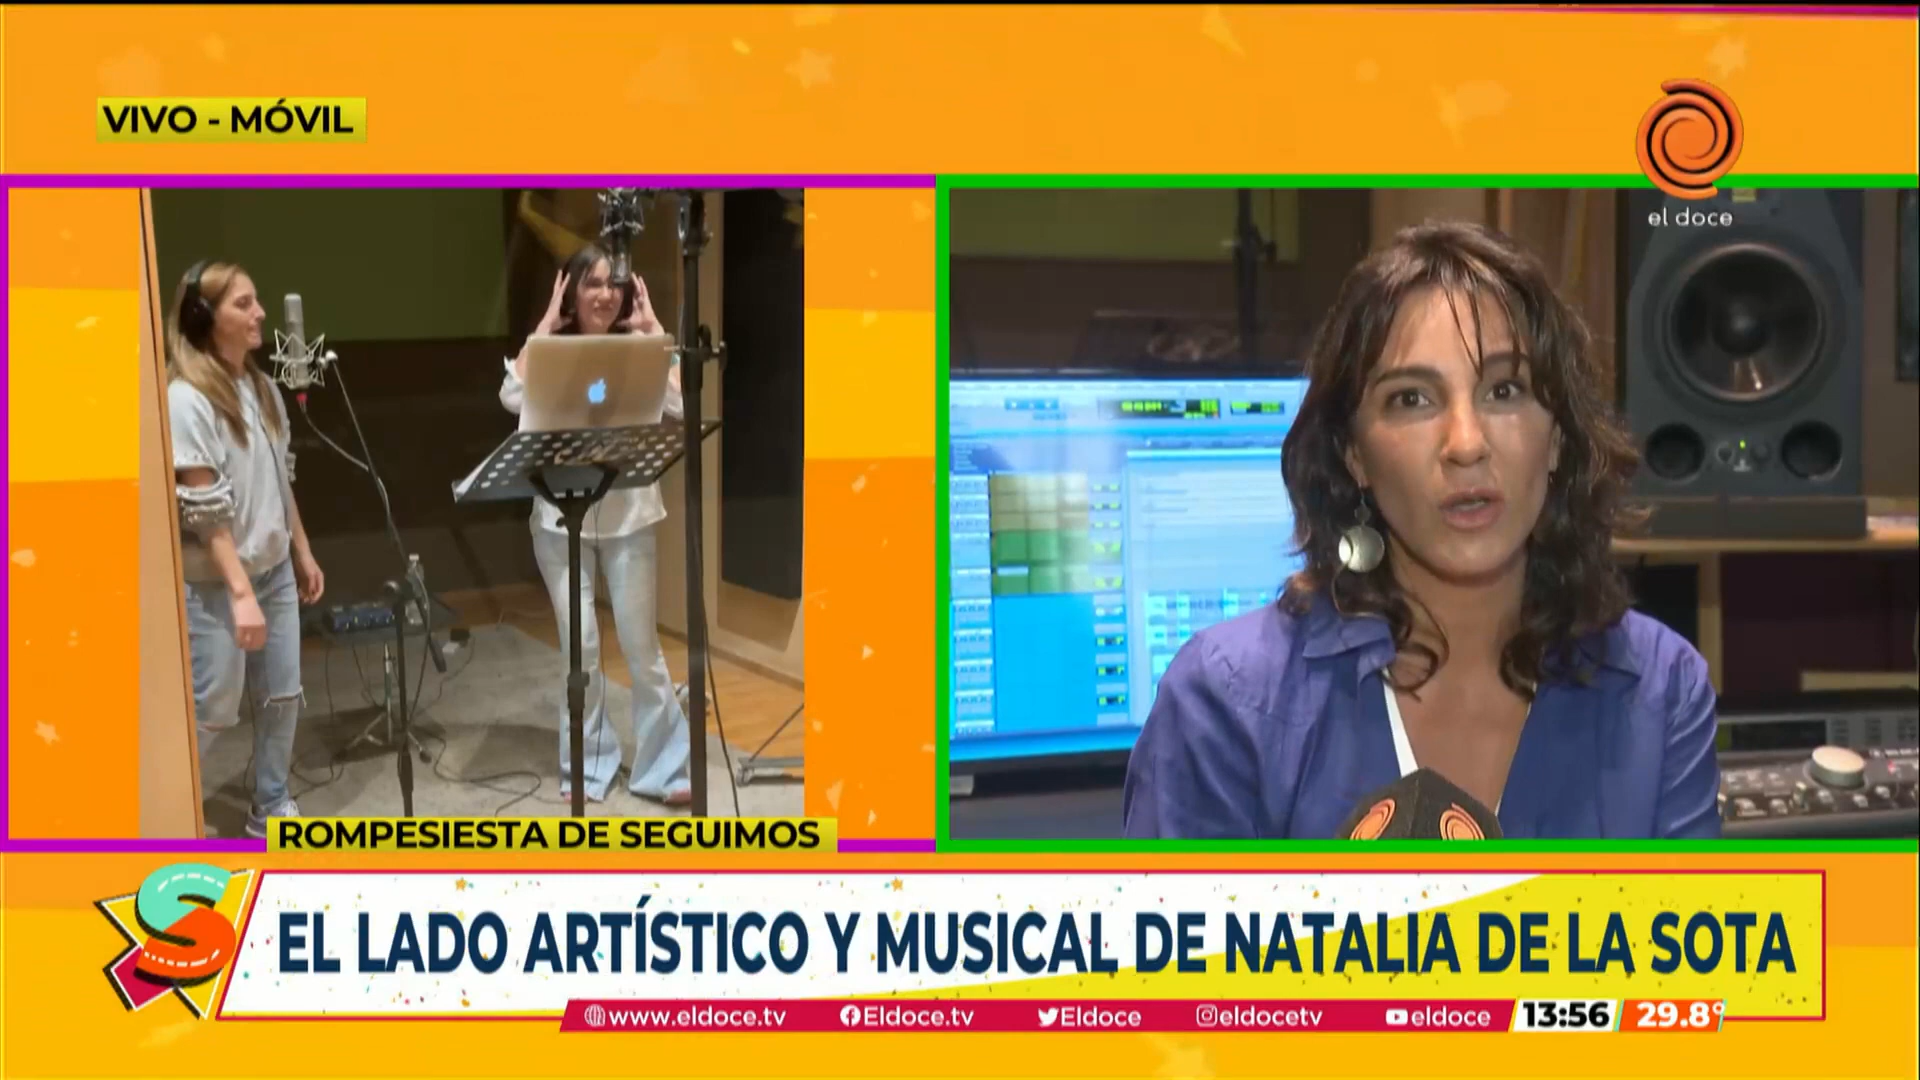 VIVO - MÓVIL
el doce
ROMPESIESTA DE SEGUIMOS
EL LADO ARTÍSTICO Y MUSICAL DE NATALIA DE LA SOTA
www.eldoce.tv Eldoce.tv Eldoce eldocetv eldoce 13:56 29.8°